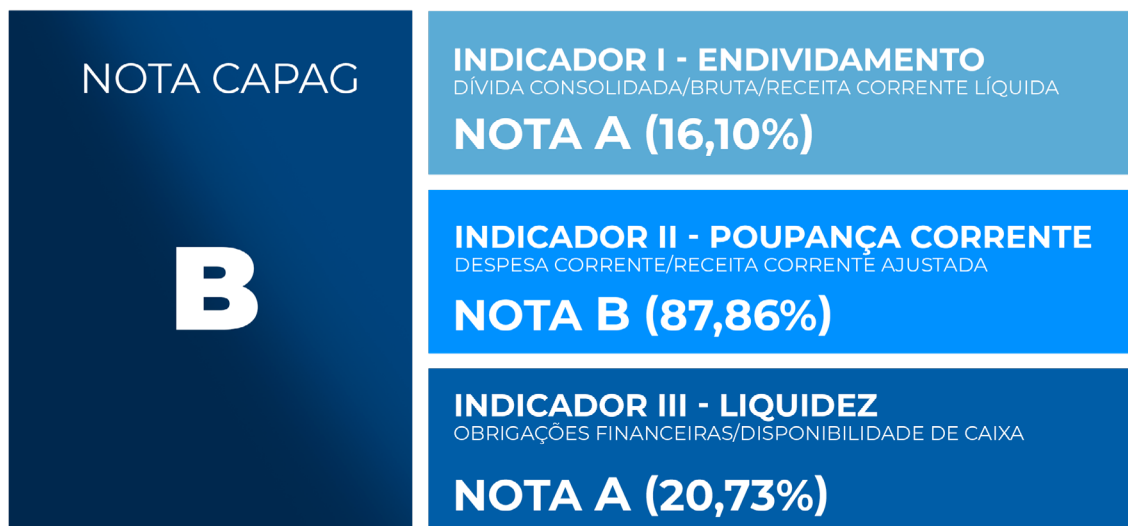 NOTA CAPAG
B
INDICADOR I - ENDIVIDAMENTO
DÍVIDA CONSOLIDADA/BRUTA/RECEITA CORRENTE LÍQUIDA
NOTA A (16,10%)
INDICADOR II - POUPANÇA CORRENTE
DESPESA CORRENTE/RECEITA CORRENTE AJUSTADA
NOTA B (87,86%)
INDICADOR III - LIQUIDEZ
OBRIGAÇÕES FINANCEIRAS/DISPONIBILIDADE DE CAIXA
NOTA A (20,73%)